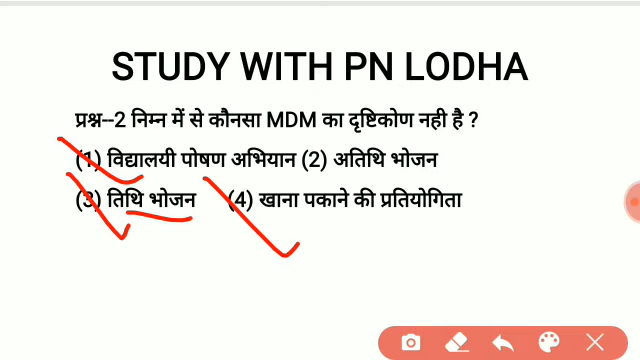 STUDY WITH PN LODHA
प्रश्न--2 निम्न में से कौनसा MDM का दृष्टिकोण नही है ?
(1) विद्यालयी पोषण अभियान (2) अतिथि भोजन
(3) तिथि भोजन (4) खाना पकाने की प्रतियोगिता